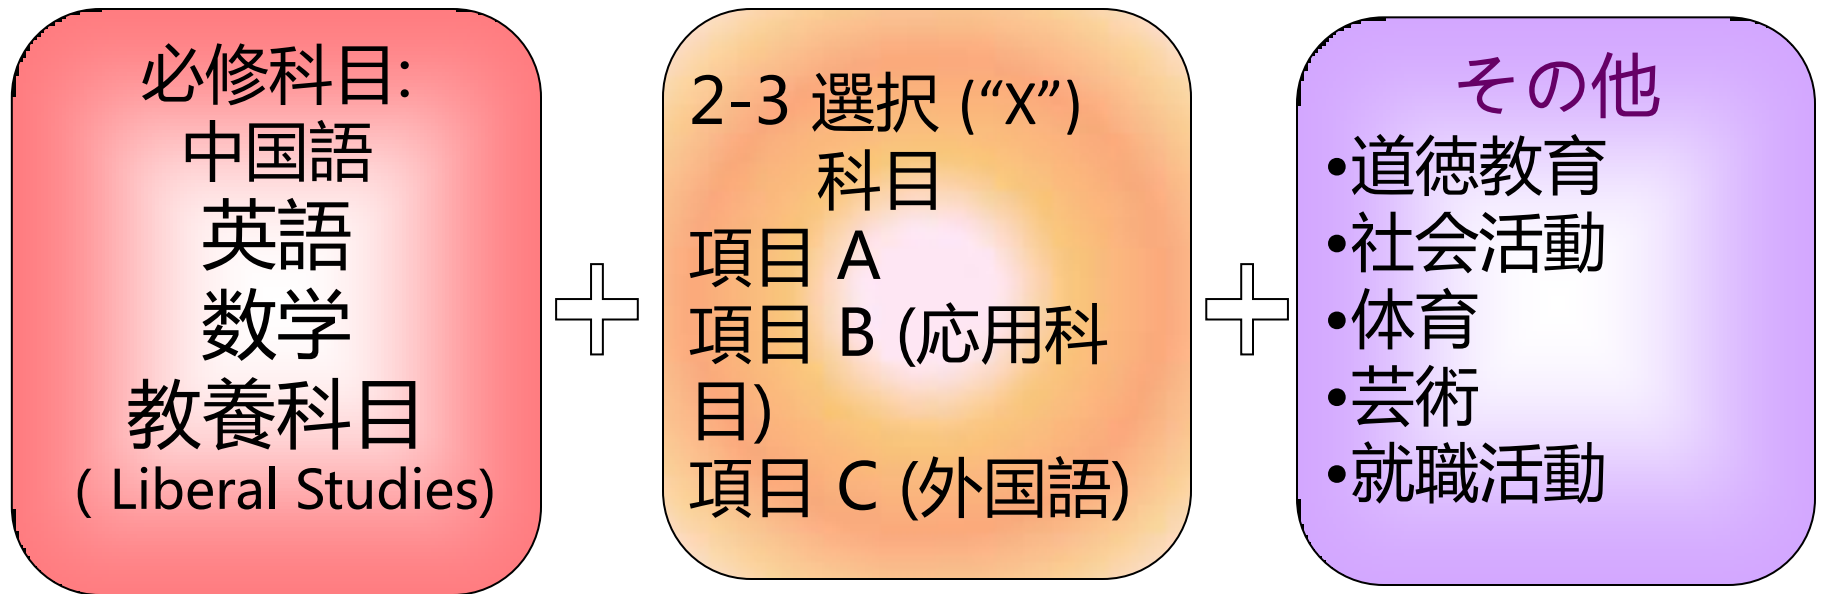 必修科目:
中国語
英語
数学
教養科目
( Liberal Studies)
2-3 選択 (“X”)
科目
項目 A
項目 B (応用科
目)
項目 C (外国語)
その他
•道徳教育
•社会活動
•体育
•芸術
•就職活動